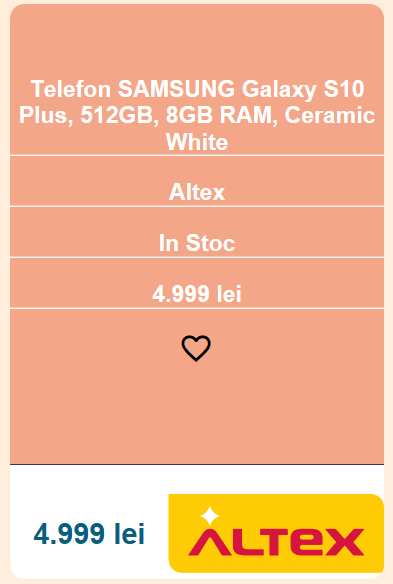 Telefon SAMSUNG Galaxy S10
Plus, 512GB, 8GB RAM, Ceramic
White
Altex
In Stoc
4.999 lei
4.999 lei
ALTEX